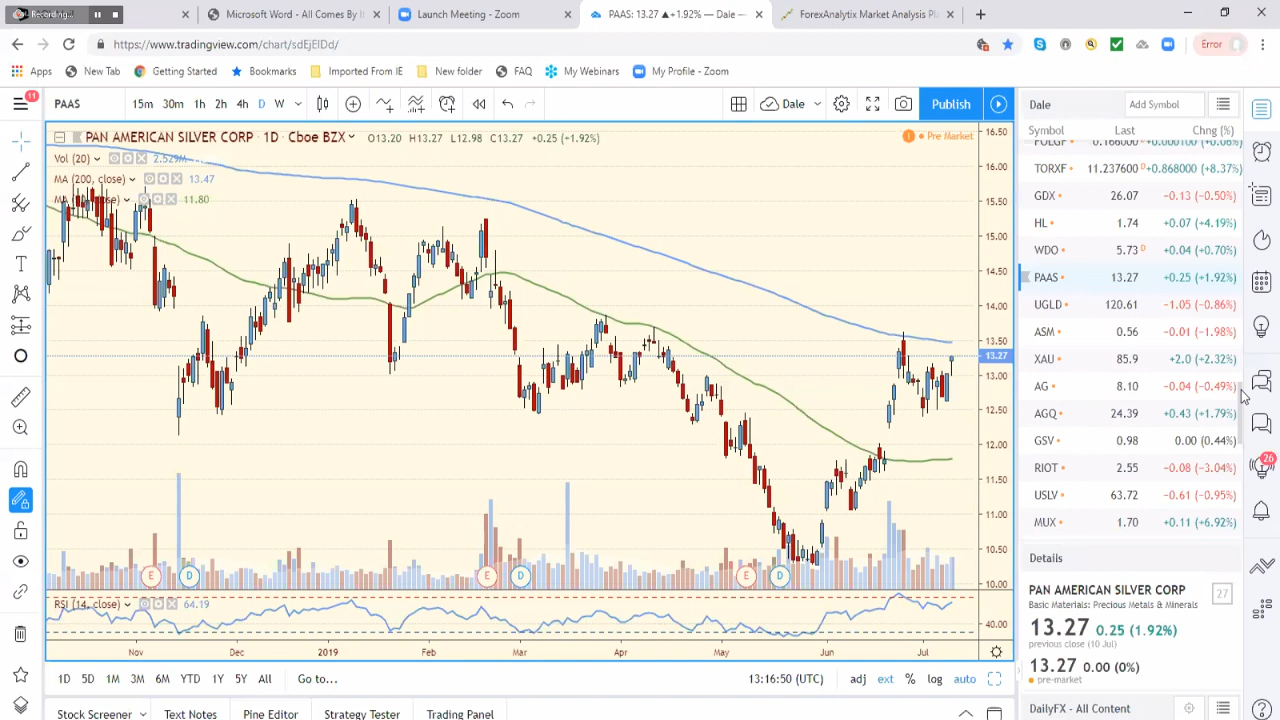 Recording...
Microsoft Word - All Comes By I
Launch Meeting - Zoom
PAAS: 13.27 ▲+1.92% — Dale —
ForexAnalytix Market Analysis Pl
https://www.tradingview.com/chart/sdEjElDd/
Error
Apps
New Tab
Getting Started
Bookmarks
Imported From IE
New folder
FAQ
My Webinars
My Profile - Zoom
11
PAAS
15m 30m 1h 2h 4h D W
Dale
Publish
PAN AMERICAN SILVER CORP · 1D · Cboe BZX
O13.20 H13.27 L12.98 C13.27 +0.25 (+1.92%)
Pre Market
Vol (20)
MA (200, close) 13.47
11.80
16.50
16.00
15.50
15.00
14.50
14.00
13.50
13.27
13.00
12.50
12.00
11.50
11.00
10.50
10.00
E D E D E D
RSI (14, close) 64.19
40.00
Nov Dec 2019 Feb Mar Apr May Jun Jul
1D 5D 1M 3M 6M YTD 1Y 5Y All Go to...
13:16:50 (UTC) adj ext % log auto
Stock Screener Text Notes Pine Editor Strategy Tester Trading Panel
Dale Add Symbol
Symbol Last Chng (%)
TORXF 11.237600 D +0.868000 (+8.37%)
GDX 26.07 −0.13 (−0.50%)
HL 1.74 +0.07 (+4.19%)
WDO 5.73 D +0.04 (+0.70%)
PAAS 13.27 +0.25 (+1.92%)
UGLD 120.61 −1.05 (−0.86%)
ASM 0.56 −0.01 (−1.98%)
XAU 85.9 +2.0 (+2.32%)
AG 8.10 −0.04 (−0.49%)
AGQ 24.39 +0.43 (+1.79%)
GSV 0.98 0.00 (0.44%)
RIOT 2.55 −0.08 (−3.04%)
USLV 63.72 −0.61 (−0.95%)
MUX 1.70 +0.11 (+6.92%)
26
Details
PAN AMERICAN SILVER CORP
27
Basic Materials: Precious Metals & Minerals
13.27 0.25 (1.92%)
previous close (10 Jul)
13.27 0.00 (0%)
pre-market
DailyFX - All Content